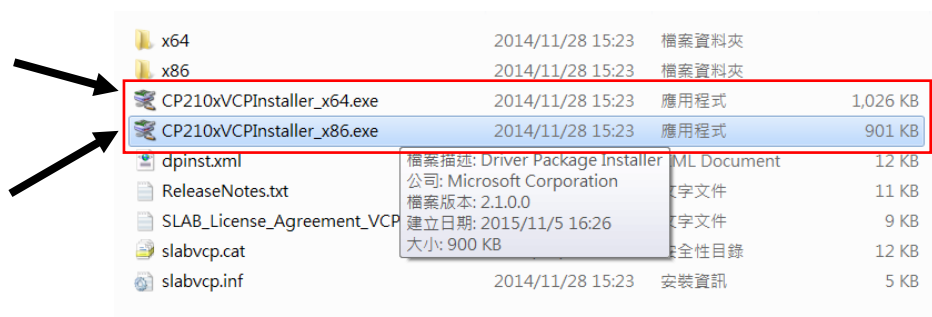 x64 2014/11/28 15:23 檔案資料夾
x86 2014/11/28 15:23 檔案資料夾
CP210xVCPInstaller_x64.exe 2014/11/28 15:23 應用程式 1,026 KB
CP210xVCPInstaller_x86.exe 2014/11/28 15:23 應用程式 901 KB
dpinst.xml ML Document 12 KB
ReleaseNotes.txt 文字文件 11 KB
SLAB_License_Agreement_VCP 文字文件 9 KB
slabvcp.cat 安全性目錄 12 KB
slabvcp.inf 2014/11/28 15:23 安裝資訊 5 KB
檔案描述: Driver Package Installer
公司: Microsoft Corporation
檔案版本: 2.1.0.0
建立日期: 2015/11/5 16:26
大小: 900 KB